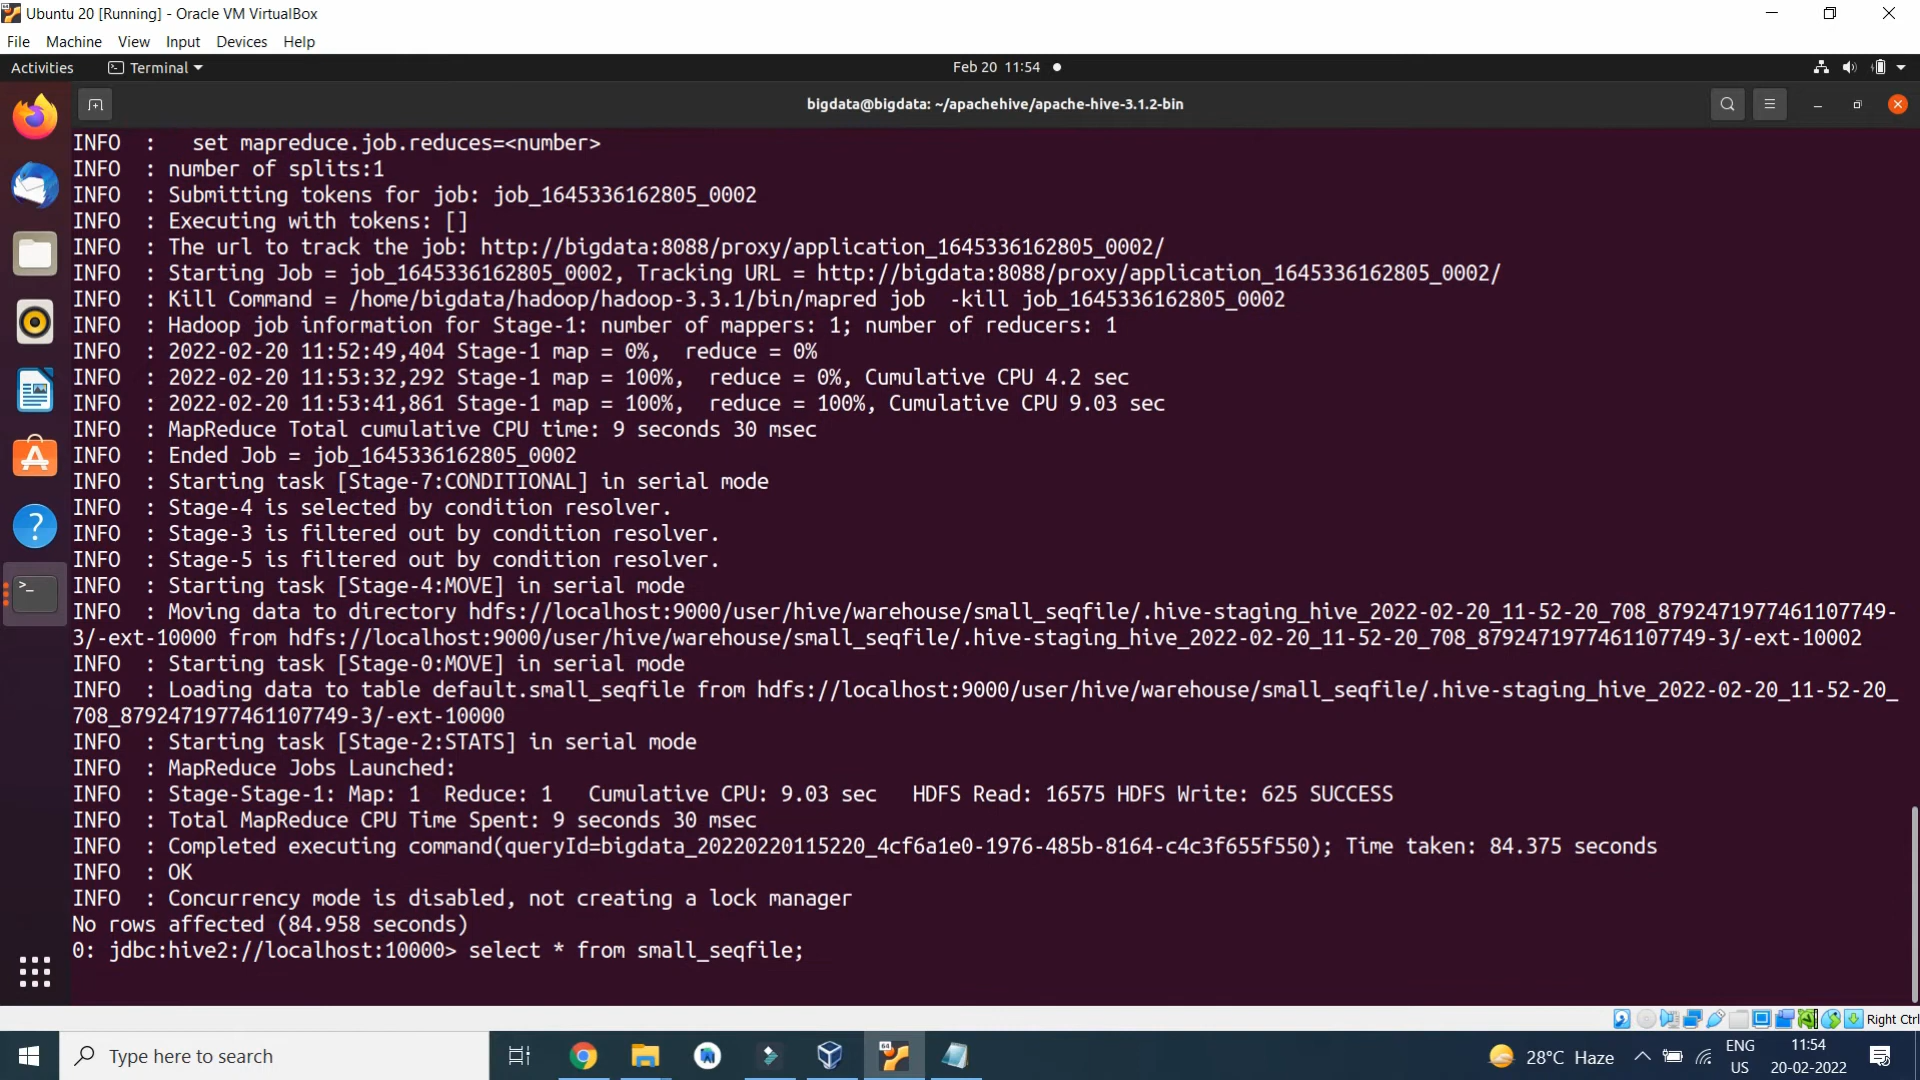 Ubuntu 20 [Running] - Oracle VM VirtualBox
File Machine View Input Devices Help
Activities Terminal Feb 20 11:54
bigdata@bigdata: ~/apachehive/apache-hive-3.1.2-bin
INFO  :   set mapreduce.job.reduces=<number>
INFO  : number of splits:1
INFO  : Submitting tokens for job: job_1645336162805_0002
INFO  : Executing with tokens: []
INFO  : The url to track the job: http://bigdata:8088/proxy/application_1645336162805_0002/
INFO  : Starting Job = job_1645336162805_0002, Tracking URL = http://bigdata:8088/proxy/application_1645336162805_0002/
INFO  : Kill Command = /home/bigdata/hadoop/hadoop-3.3.1/bin/mapred job  -kill job_1645336162805_0002
INFO  : Hadoop job information for Stage-1: number of mappers: 1; number of reducers: 1
INFO  : 2022-02-20 11:52:49,404 Stage-1 map = 0%,  reduce = 0%
INFO  : 2022-02-20 11:53:32,292 Stage-1 map = 100%,  reduce = 0%, Cumulative CPU 4.2 sec
INFO  : 2022-02-20 11:53:41,861 Stage-1 map = 100%,  reduce = 100%, Cumulative CPU 9.03 sec
INFO  : MapReduce Total cumulative CPU time: 9 seconds 30 msec
INFO  : Ended Job = job_1645336162805_0002
INFO  : Starting task [Stage-7:CONDITIONAL] in serial mode
INFO  : Stage-4 is selected by condition resolver.
INFO  : Stage-3 is filtered out by condition resolver.
INFO  : Stage-5 is filtered out by condition resolver.
INFO  : Starting task [Stage-4:MOVE] in serial mode
INFO  : Moving data to directory hdfs://localhost:9000/user/hive/warehouse/small_seqfile/.hive-staging_hive_2022-02-20_11-52-20_708_8792471977461107749-
3/-ext-10000 from hdfs://localhost:9000/user/hive/warehouse/small_seqfile/.hive-staging_hive_2022-02-20_11-52-20_708_8792471977461107749-3/-ext-10002
INFO  : Starting task [Stage-0:MOVE] in serial mode
INFO  : Loading data to table default.small_seqfile from hdfs://localhost:9000/user/hive/warehouse/small_seqfile/.hive-staging_hive_2022-02-20_11-52-20_
708_8792471977461107749-3/-ext-10000
INFO  : Starting task [Stage-2:STATS] in serial mode
INFO  : MapReduce Jobs Launched:
INFO  : Stage-Stage-1: Map: 1  Reduce: 1   Cumulative CPU: 9.03 sec   HDFS Read: 16575 HDFS Write: 625 SUCCESS
INFO  : Total MapReduce CPU Time Spent: 9 seconds 30 msec
INFO  : Completed executing command(queryId=bigdata_20220220115220_4cf6a1e0-1976-485b-8164-c4c3f655f550); Time taken: 84.375 seconds
INFO  : OK
INFO  : Concurrency mode is disabled, not creating a lock manager
No rows affected (84.958 seconds)
0: jdbc:hive2://localhost:10000> select * from small_seqfile;
Right Ctrl
Type here to search
28°C Haze
ENG
US
11:54
20-02-2022